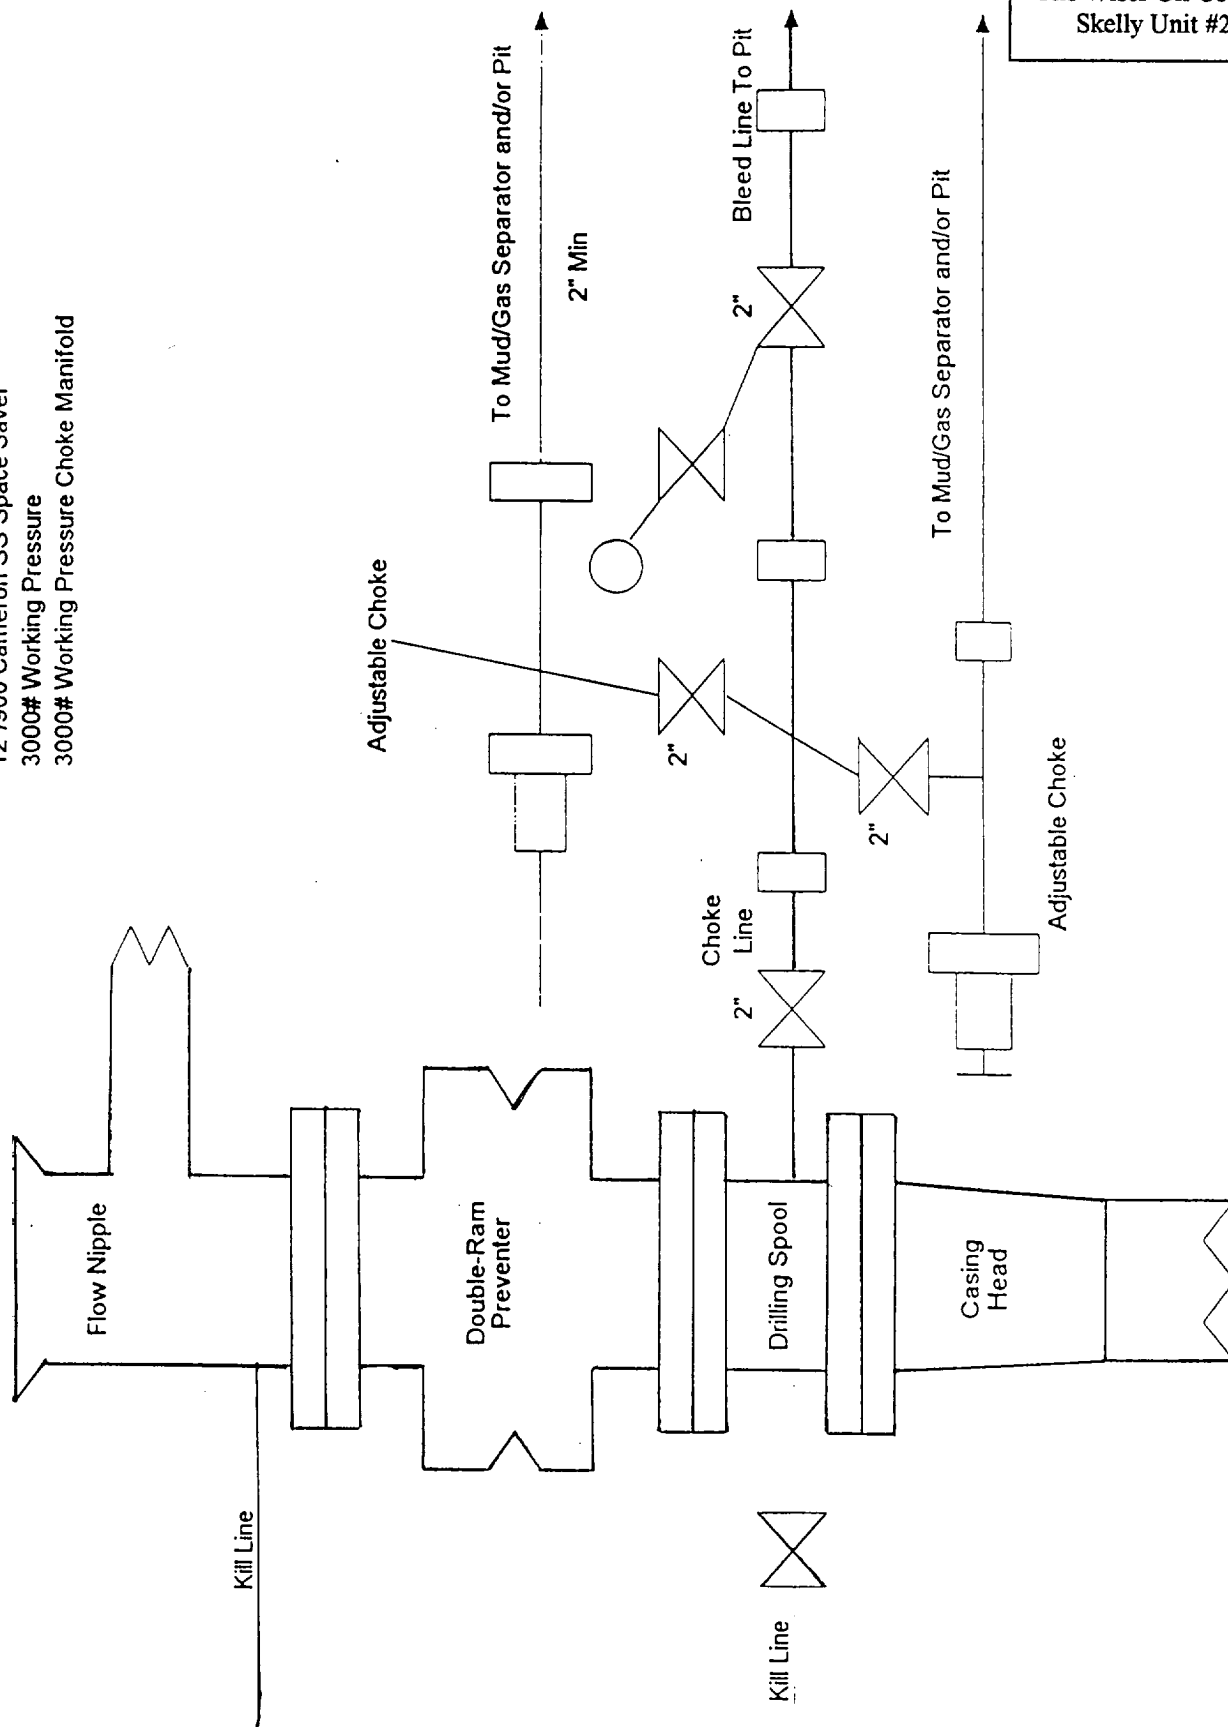 Skelly Unit #2
3000# Working Pressure
3000# Working Pressure Choke Manifold
Flow Nipple
Kill Line
Adjustable Choke
To Mud/Gas Separator and/or Pit
2" Min
Double-Ram
Preventer
2"
2"
Bleed Line To Pit
Kill Line
Drilling Spool
2"
Choke
Line
2"
To Mud/Gas Separator and/or Pit
Casing
Head
Adjustable Choke